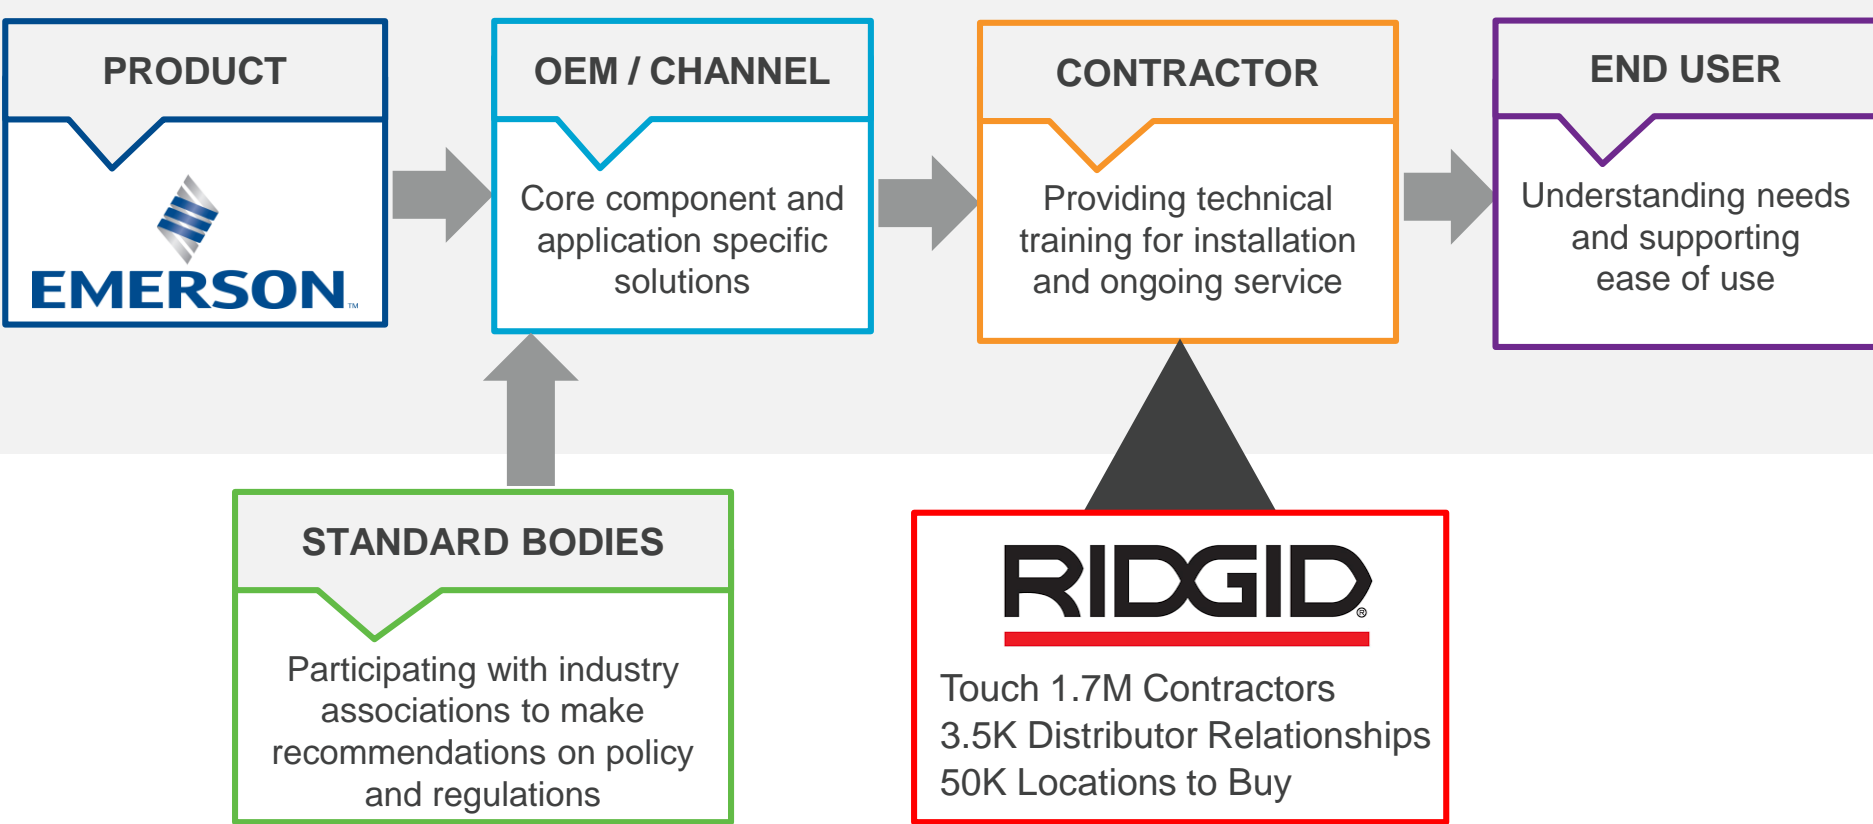 PRODUCT
EMERSON™
OEM / CHANNEL
Core component and
application specific
solutions
CONTRACTOR
Providing technical
training for installation
and ongoing service
END USER
Understanding needs
and supporting
ease of use
STANDARD BODIES
Participating with industry
associations to make
recommendations on policy
and regulations
RIDGID®
Touch 1.7M Contractors
3.5K Distributor Relationships
50K Locations to Buy